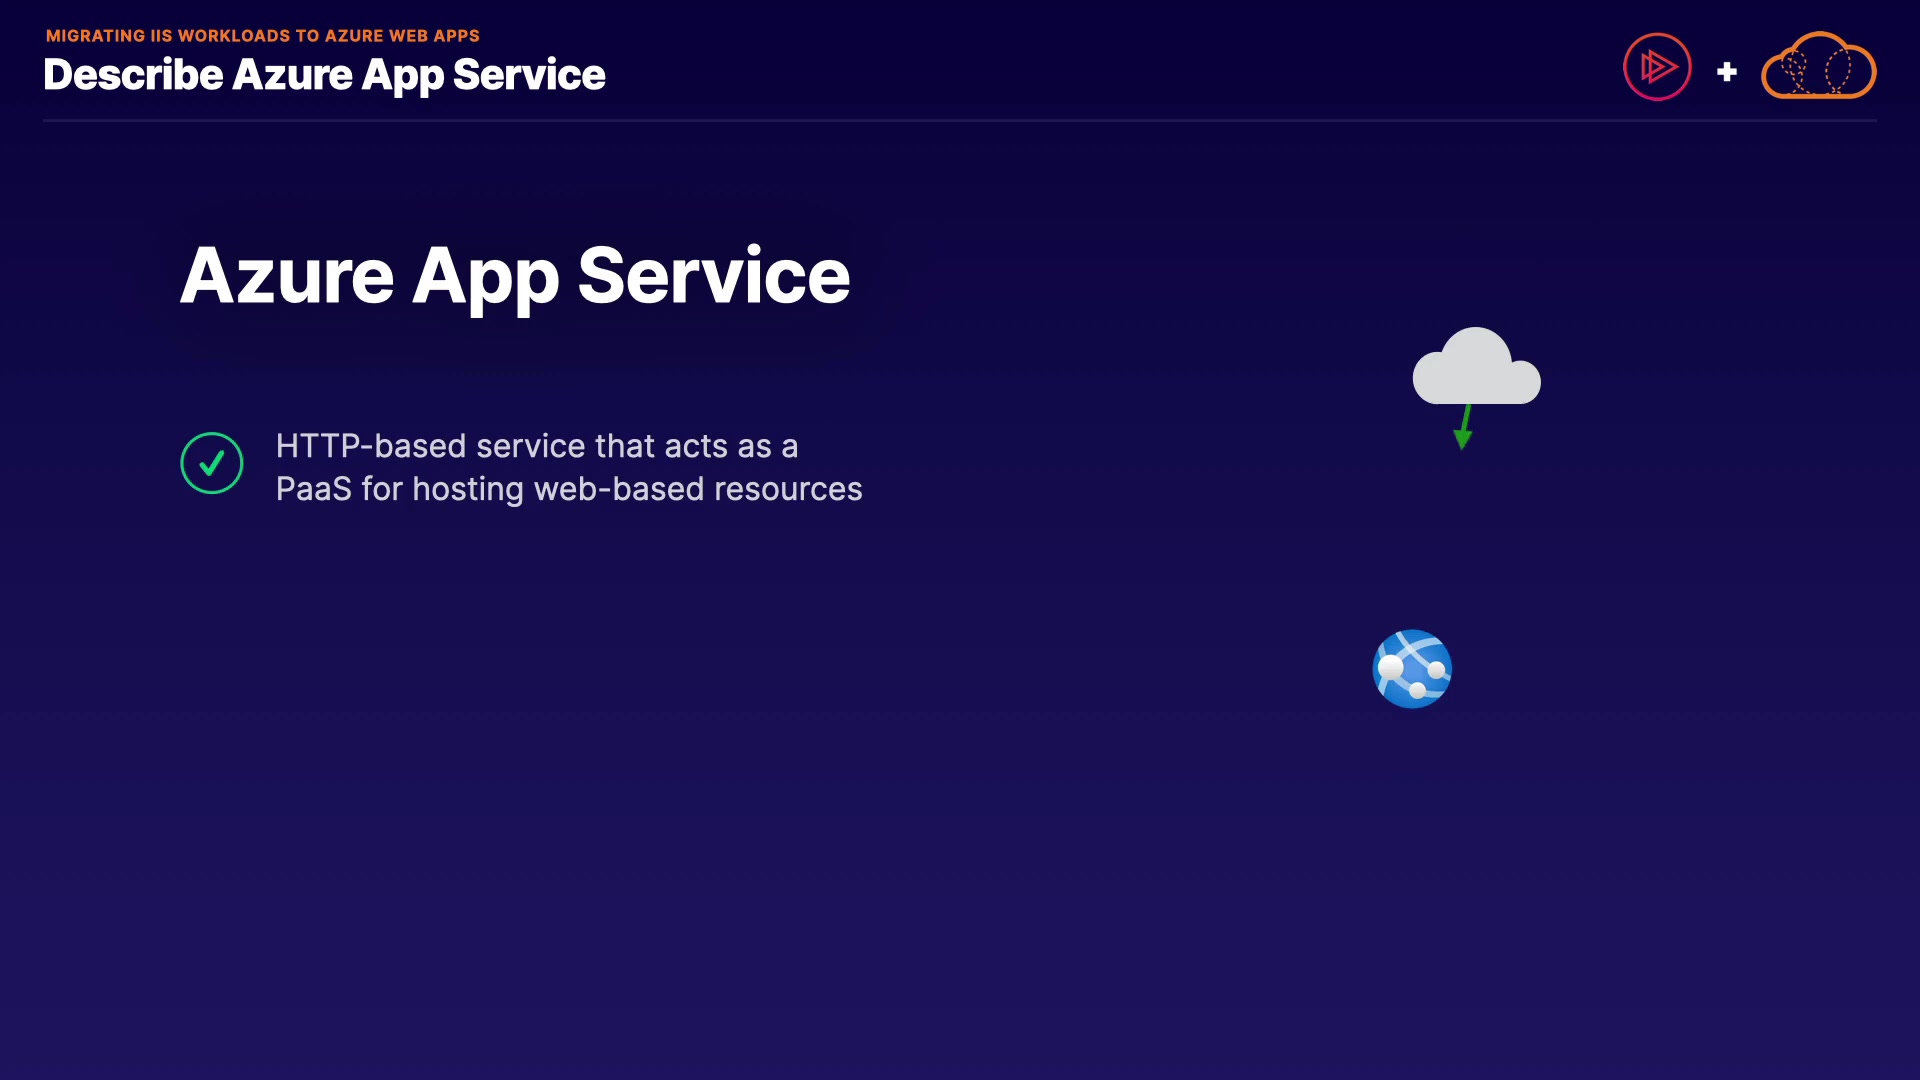 MIGRATING IIS WORKLOADS TO AZURE WEB APPS
Describe Azure App Service
Azure App Service
HTTP-based service that acts as a
PaaS for hosting web-based resources